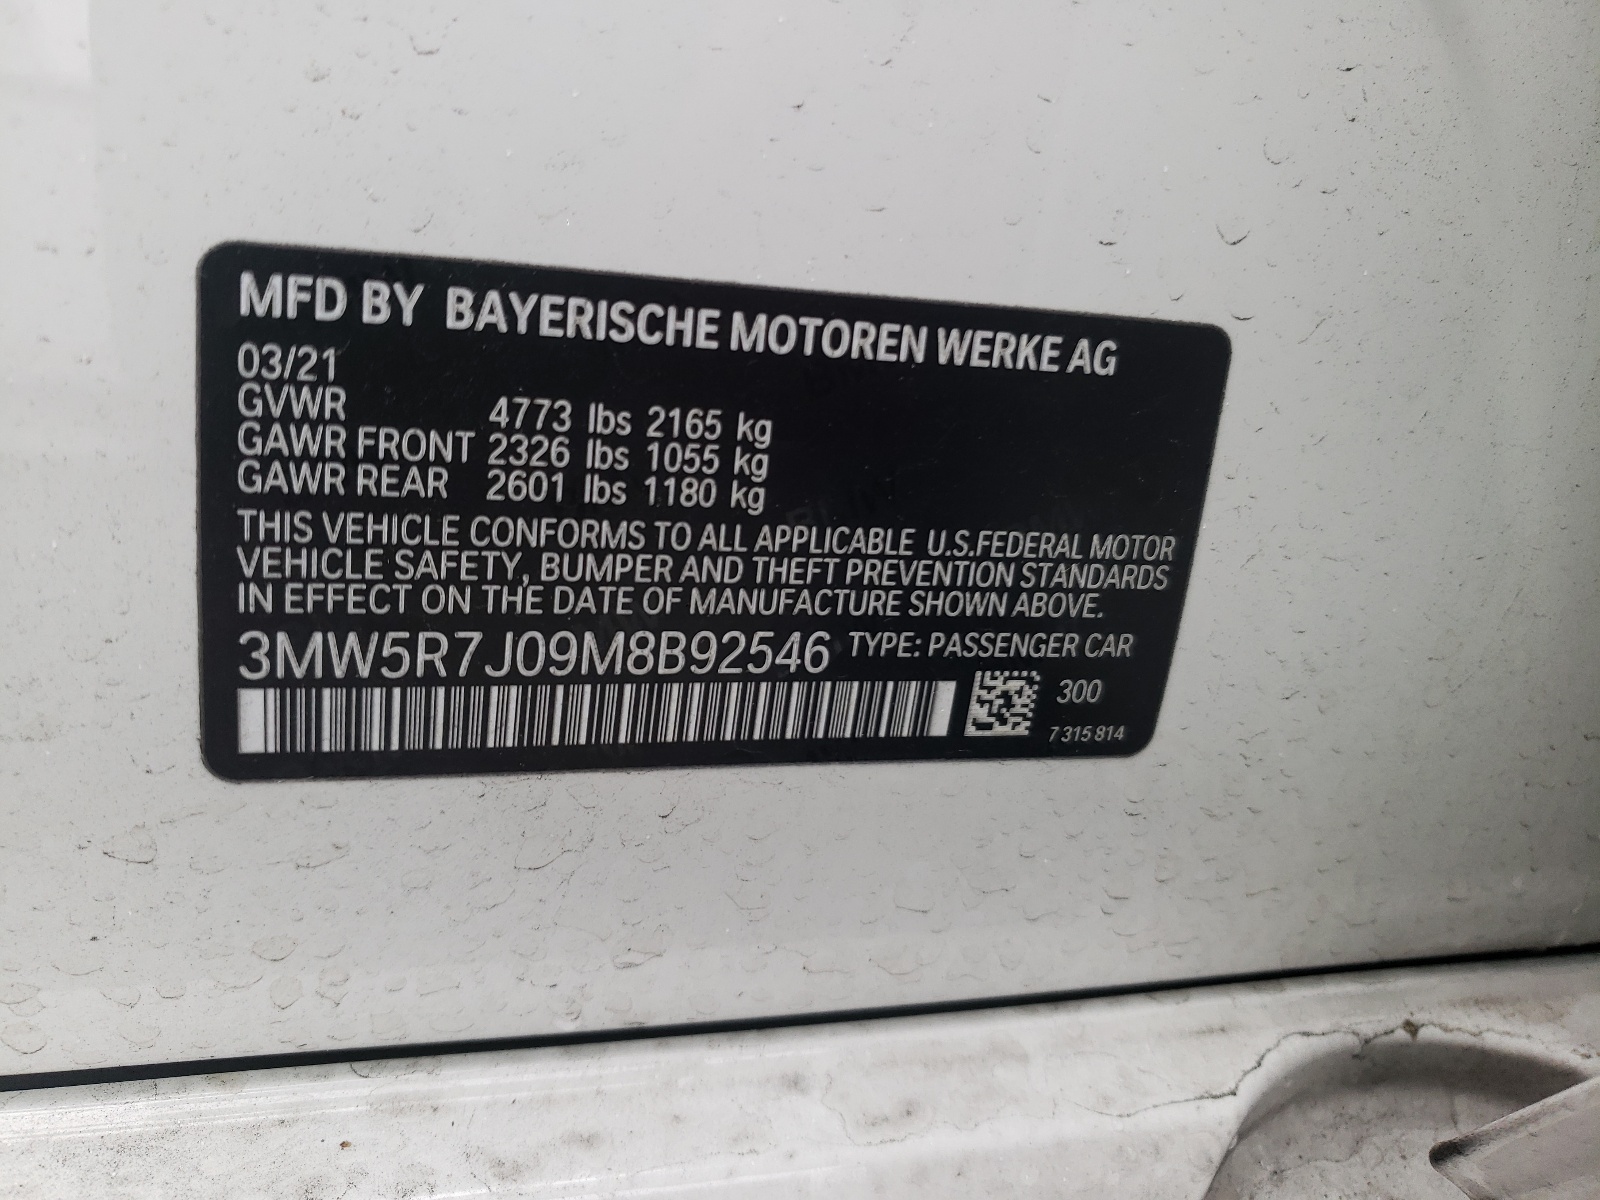 MFD BY BAYERISCHE MOTOREN WERKE AG
03/21
GVWR 4773 lbs 2165 kg
GAWR FRONT 2326 lbs 1055 kg
GAWR REAR 2601 lbs 1180 kg
THIS VEHICLE CONFORMS TO ALL APPLICABLE U.S.FEDERAL MOTOR
VEHICLE SAFETY, BUMPER AND THEFT PREVENTION STANDARDS
IN EFFECT ON THE DATE OF MANUFACTURE SHOWN ABOVE.
3MW5R7J09M8B92546 TYPE: PASSENGER CAR
300
7 315 814